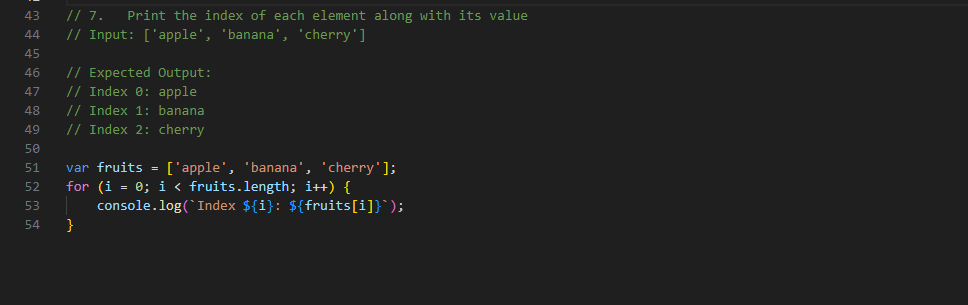 43 // 7.   Print the index of each element along with its value
44 // Input: ['apple', 'banana', 'cherry']
45
46 // Expected Output:
47 // Index 0: apple
48 // Index 1: banana
49 // Index 2: cherry
50
51 var fruits = ['apple', 'banana', 'cherry'];
52 for (i = 0; i < fruits.length; i++) {
53     console.log(`Index ${i}: ${fruits[i]}`);
54 }